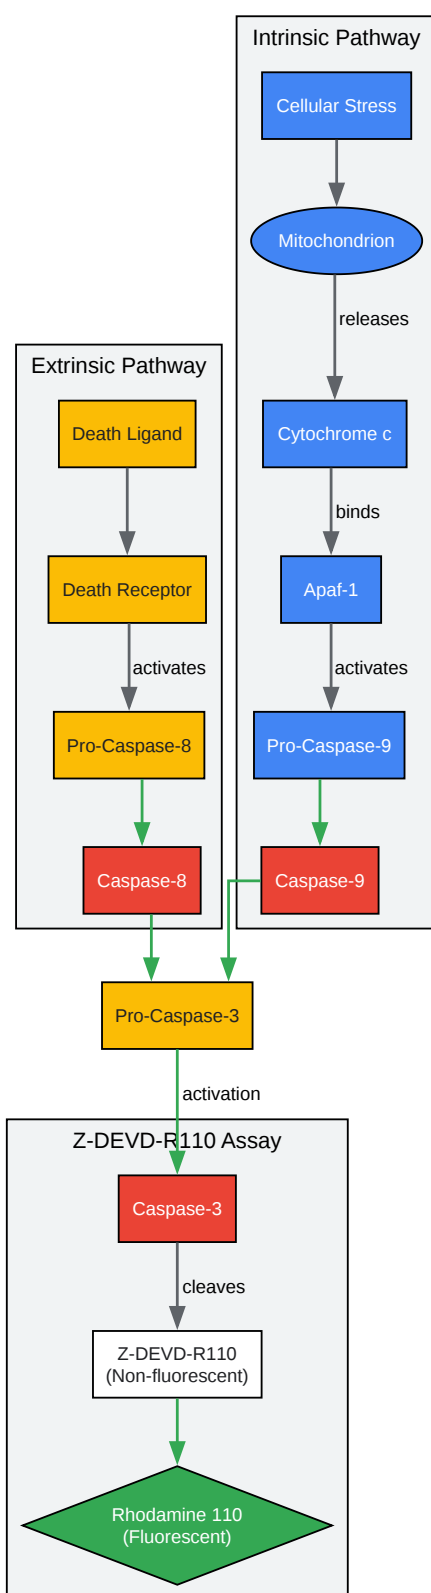 Intrinsic Pathway
Cellular Stress
Mitochondrion
releases
Cytochrome c
binds
Apaf-1
activates
Pro-Caspase-9
Caspase-9
Extrinsic Pathway
Death Ligand
Death Receptor
activates
Pro-Caspase-8
Caspase-8
Pro-Caspase-3
activation
Z-DEVD-R110 Assay
Caspase-3
cleaves
Z-DEVD-R110
(Non-fluorescent)
Rhodamine 110
(Fluorescent)